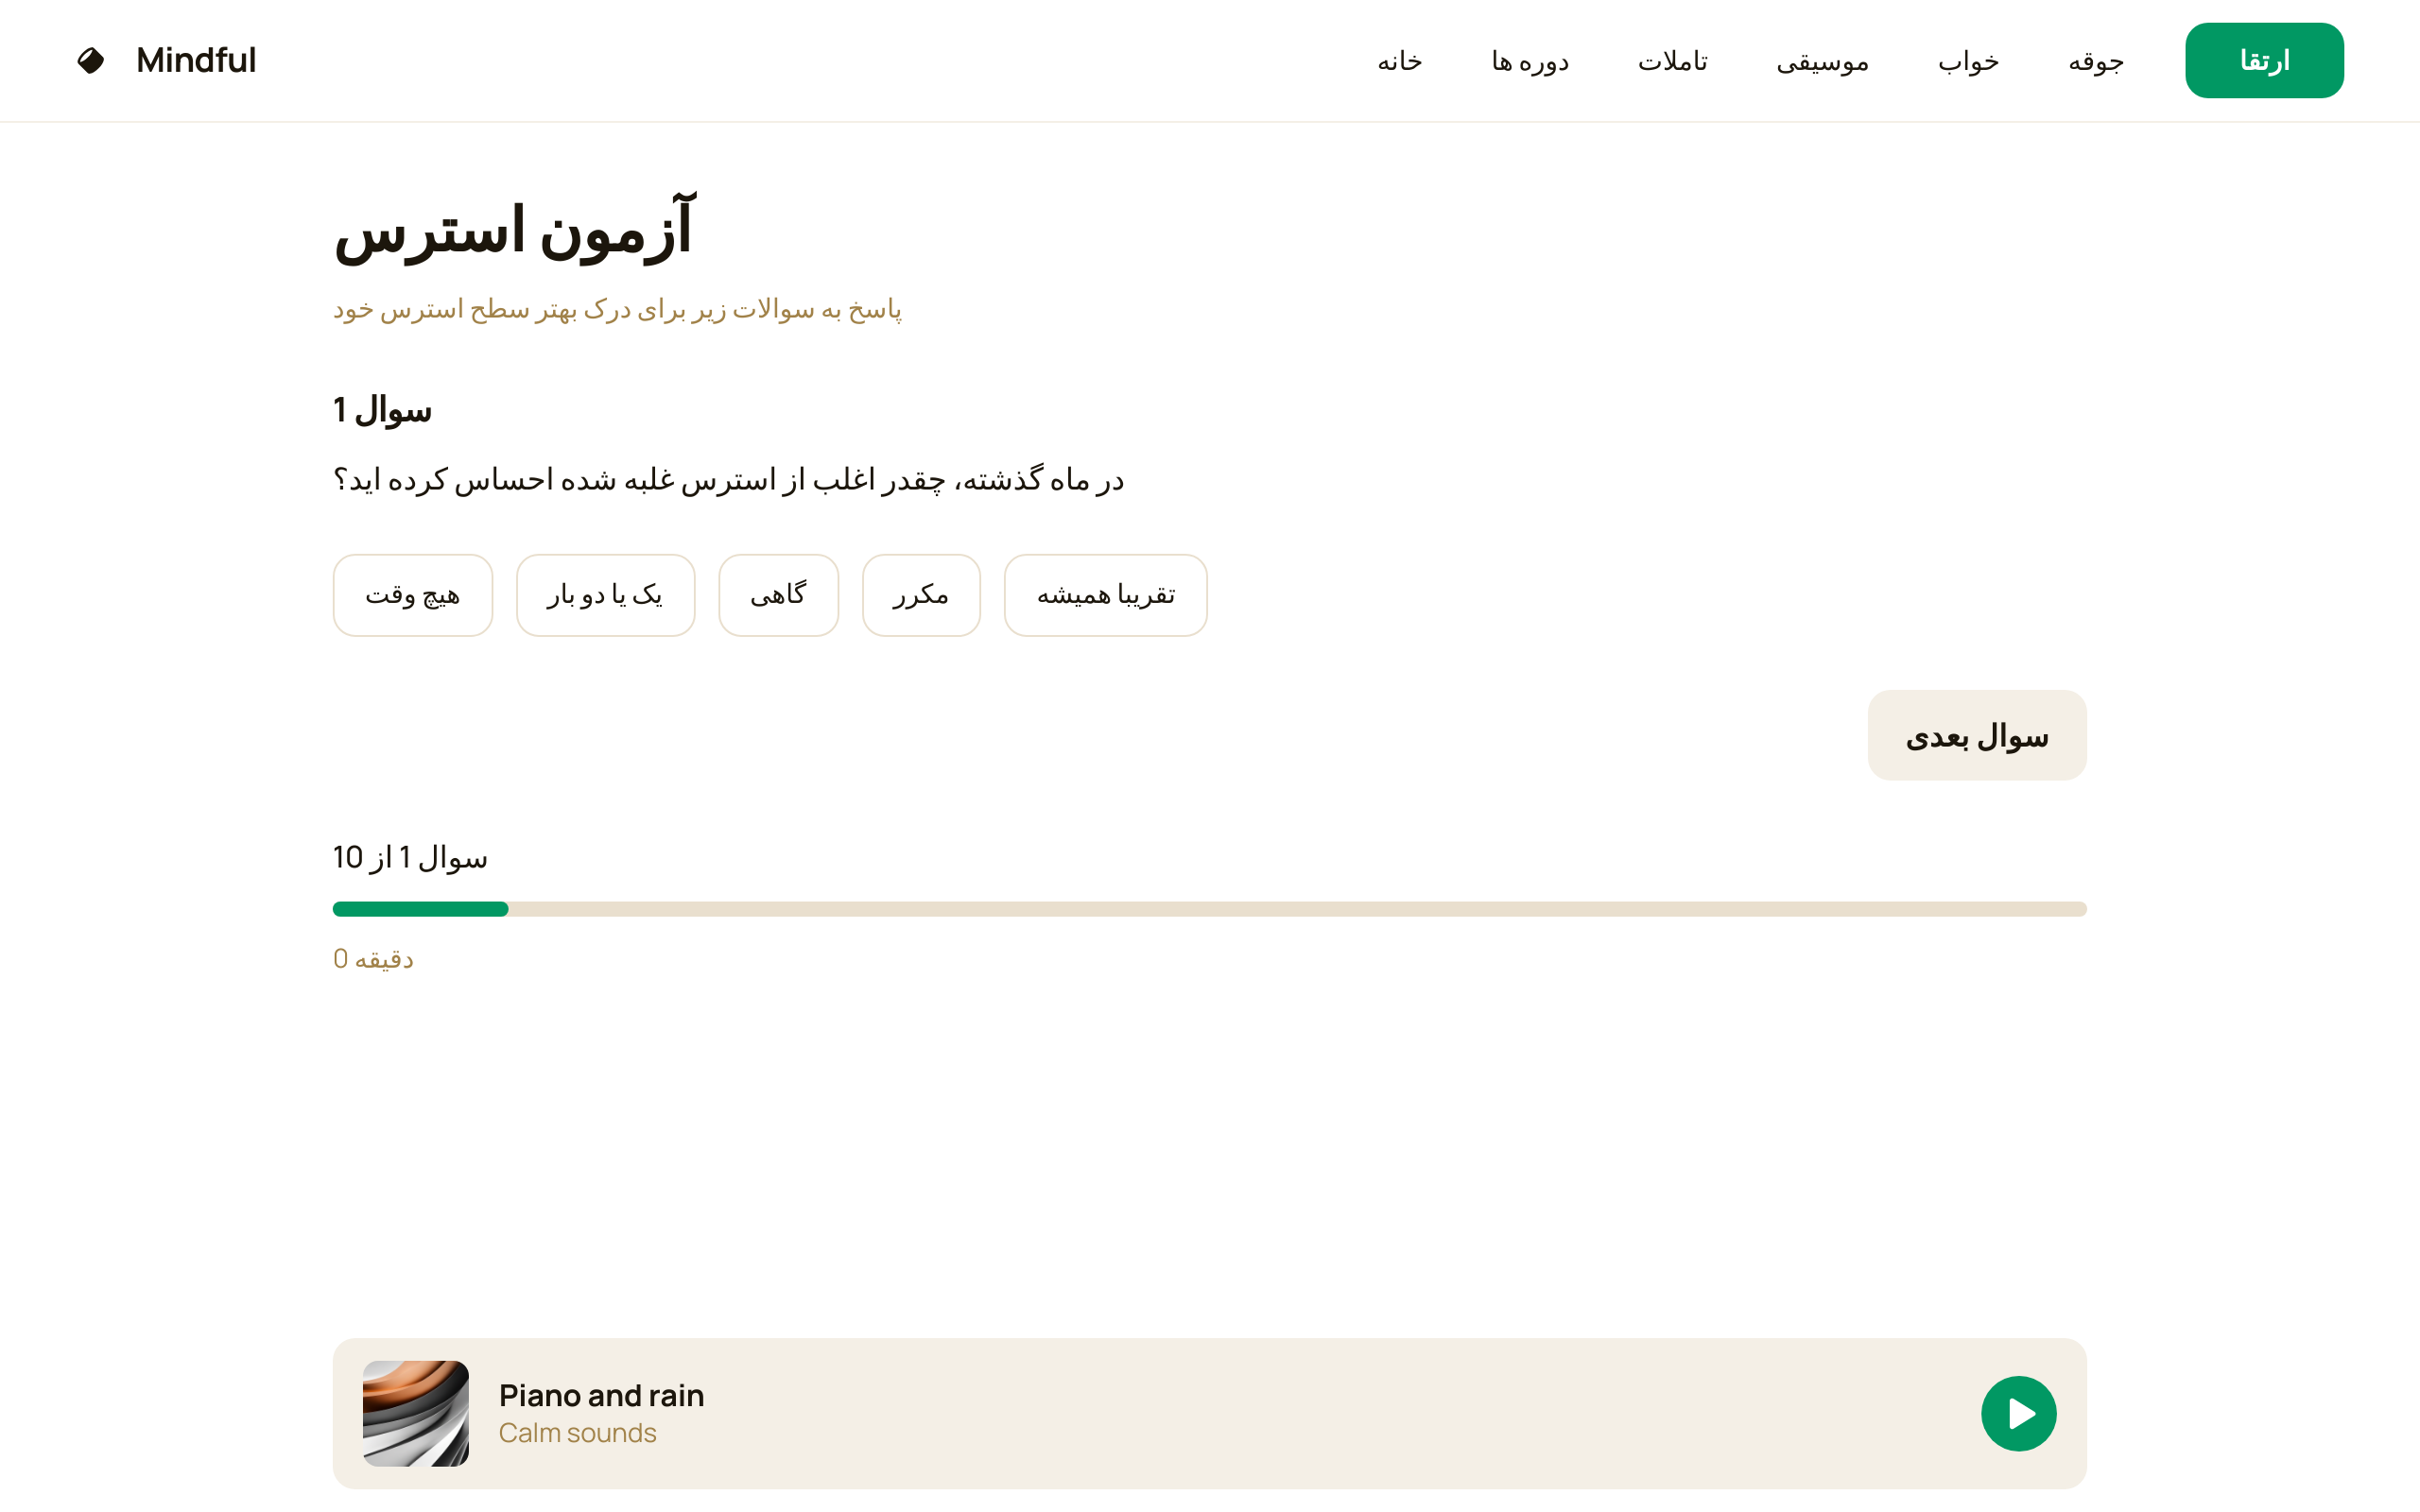 Mindful
خانه
دوره ها
تاملات
موسیقی
خواب
جوقه
ارتقا
آزمون استرس
پاسخ به سوالات زیر برای درک بهتر سطح استرس خود
سوال 1
در ماه گذشته، چقدر اغلب از استرس غلبه شده احساس کرده اید؟
هیچ وقت
یک یا دو بار
گاهی
مکرر
تقریبا همیشه
سوال بعدی
سوال 1 از 10
دقیقه 0
Piano and rain
Calm sounds